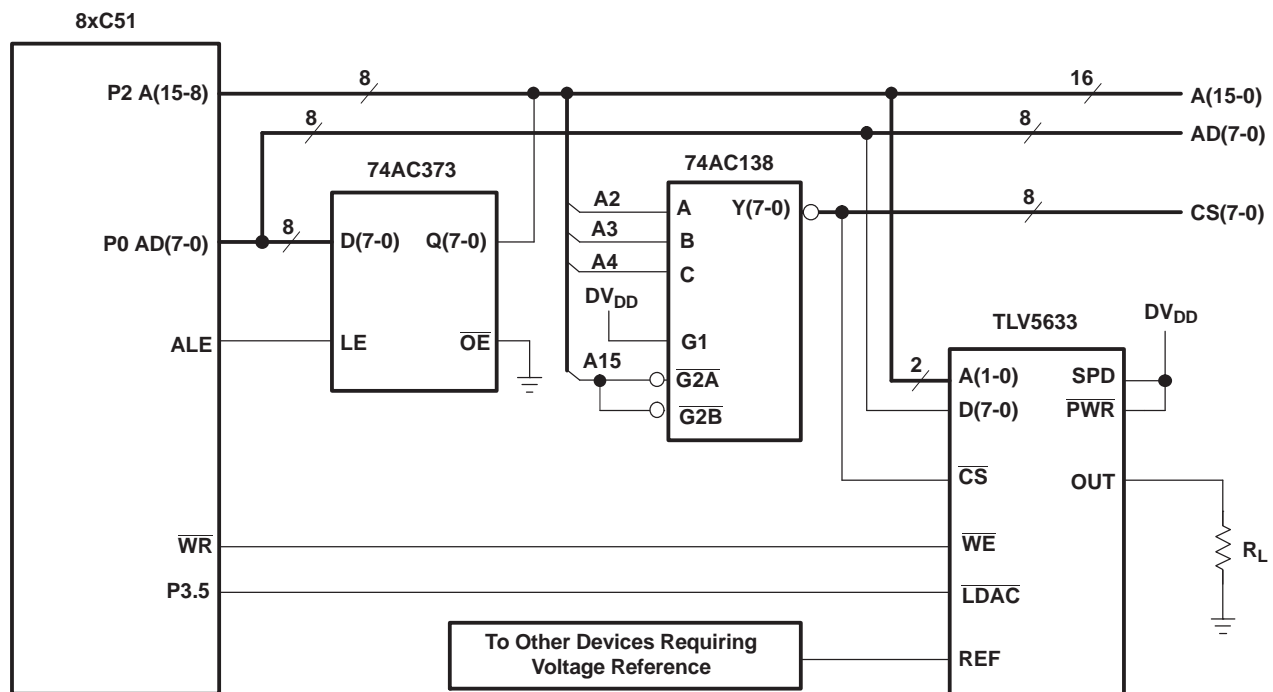 8xC51
P2 A(15-8)
8
16
A(15-0)
8
8
AD(7-0)
74AC373
74AC138
P0 AD(7-0)
8
D(7-0)
Q(7-0)
A2
A
Y(7-0)
8
CS(7-0)
A3
B
A4
C
DVDD
G1
ALE
LE
OE
A15
G2A
G2B
TLV5633
DVDD
2
A(1-0)
SPD
D(7-0)
PWR
CS
OUT
WR
WE
RL
P3.5
LDAC
To Other Devices Requiring
Voltage Reference
REF